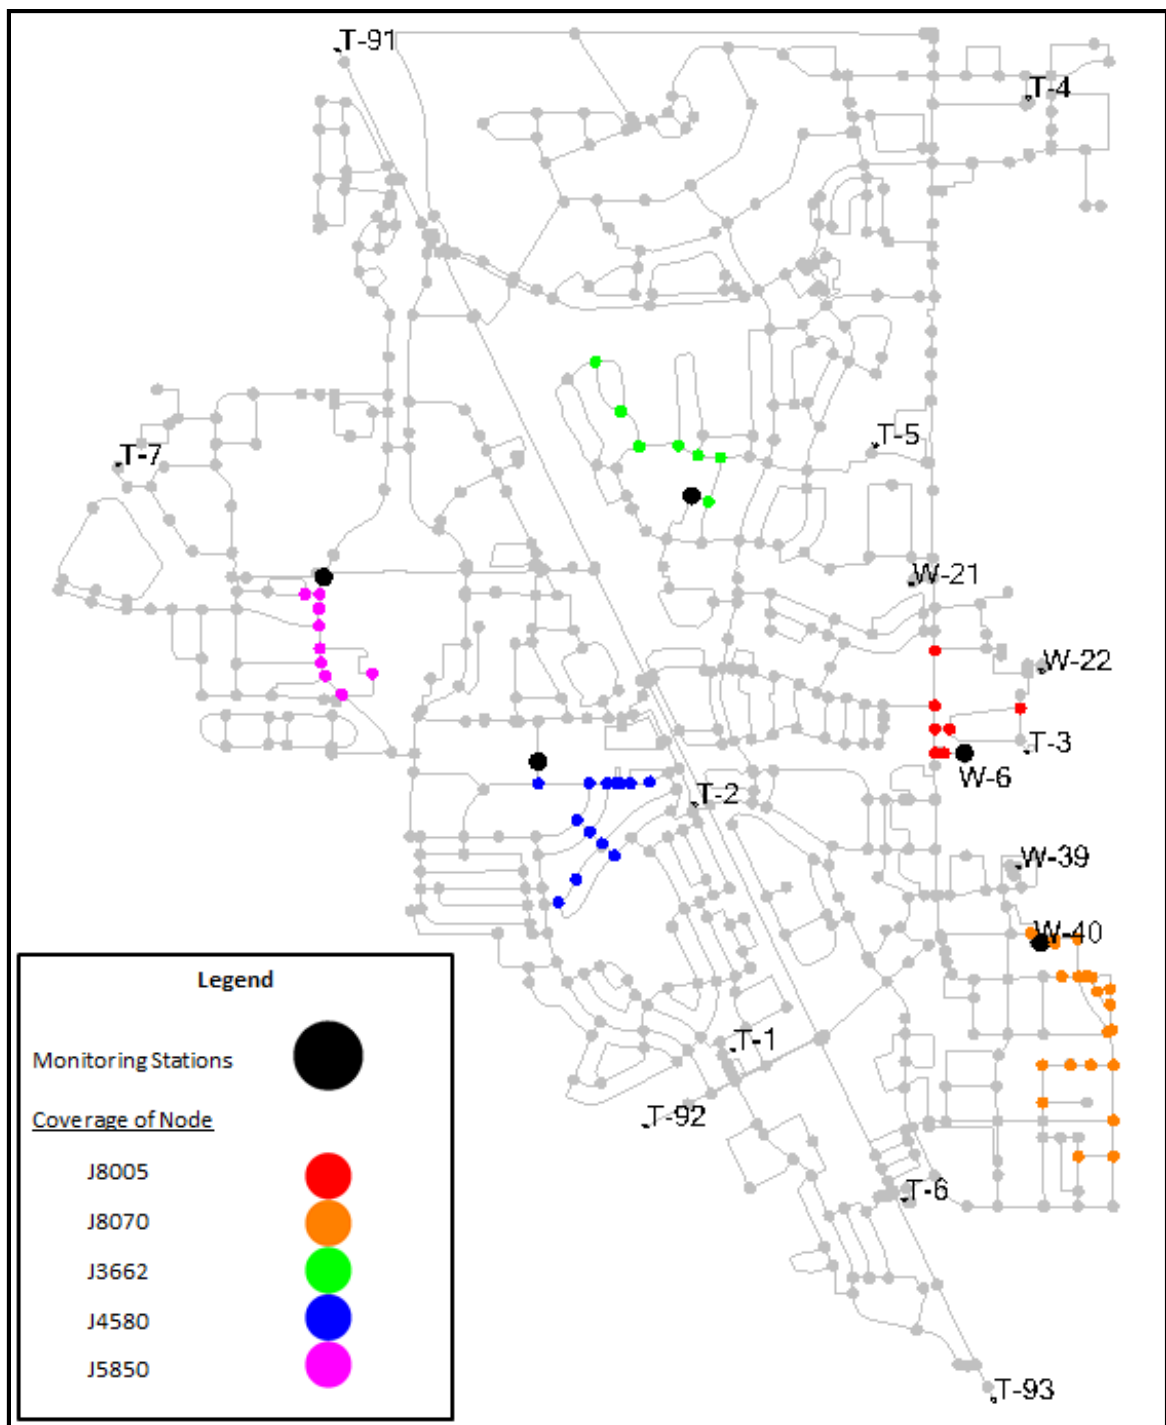 T-91
T-4
T-5
T-7
W-21
W-22
T-3
W-6
T-2
W-39
W-40
Legend
Monitoring Stations
Coverage of Node
J8005
J8070
J3662
J4580
J5850
T-1
T-92
T-6
T-93